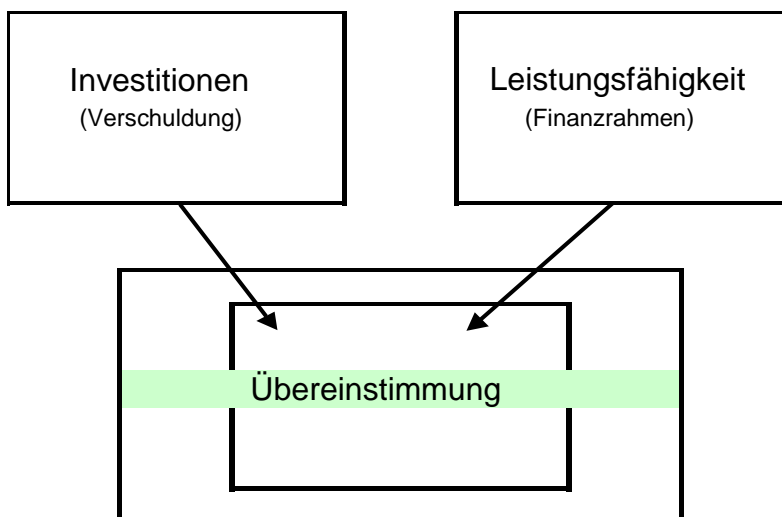 Investitionen
(Verschuldung)
Leistungsfähigkeit
(Finanzrahmen)
Übereinstimmung